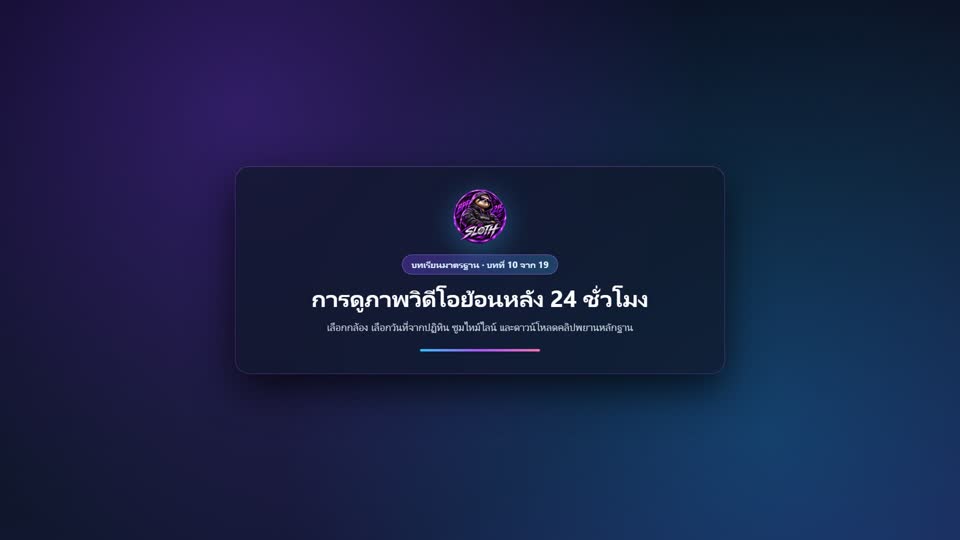 SLOTH
บทเรียนมาตรฐาน · บทที่ 10 จาก 19
การดูภาพวิดีโอย้อนหลัง 24 ชั่วโมง
เลือกกล้อง เลือกวันที่จากปฏิทิน ซูมไทม์ไลน์ และดาวน์โหลดคลิปพยานหลักฐาน